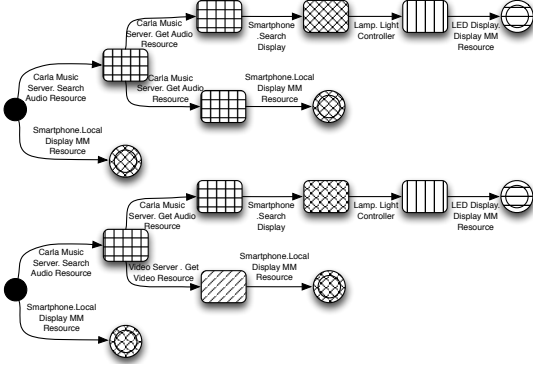 Carla Music
Server. Get Audio
Resource
Smartphone
.Search
Display
Lamp. Light
Controller
LED Display.
Display MM
Resource
Carla Music
Server. Search
Audio Resource
Carla Music
Server. Get Audio
Resource
Smartphone.Local
Display MM
Resource
Smartphone.Local
Display MM
Resource
Carla Music
Server. Get Audio
Resource
Smartphone
.Search
Display
Lamp. Light
Controller
LED Display.
Display MM
Resource
Carla Music
Server. Search
Audio Resource
Video Server . Get
Video Resource
Smartphone.Local
Display MM
Resource
Smartphone.Local
Display MM
Resource